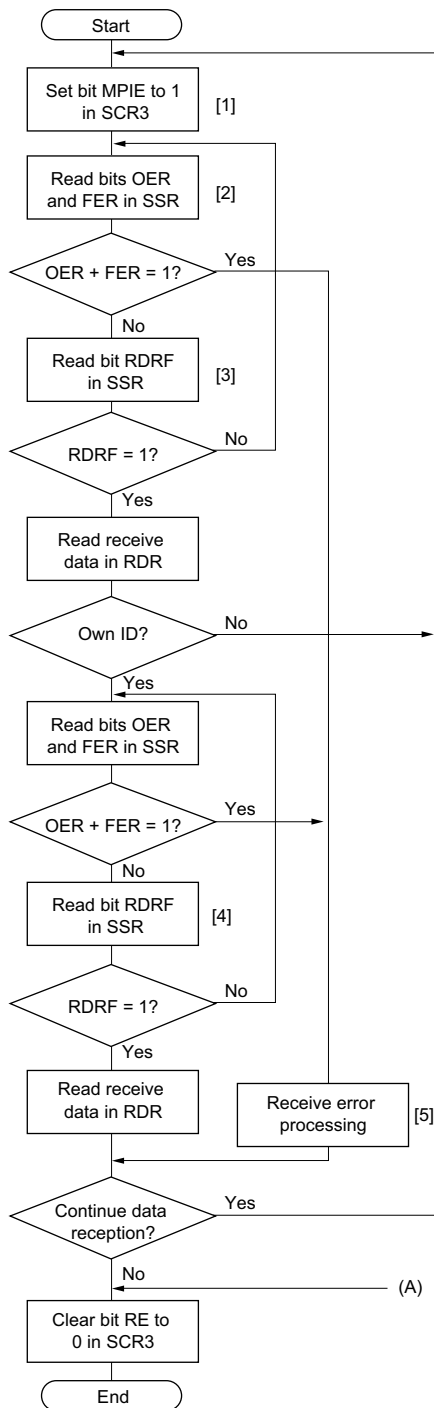 Start
Set bit MPIE to 1
in SCR3
[1]
Read bits OER
and FER in SSR
[2]
OER + FER = 1?
Yes
No
Read bit RDRF
in SSR
[3]
RDRF = 1?
No
Yes
Read receive
data in RDR
Own ID?
No
Yes
Read bits OER
and FER in SSR
OER + FER = 1?
Yes
No
Read bit RDRF
in SSR
[4]
RDRF = 1?
No
Yes
Read receive
data in RDR
Receive error
processing
[5]
Continue data
reception?
Yes
No
(A)
Clear bit RE to
0 in SCR3
End